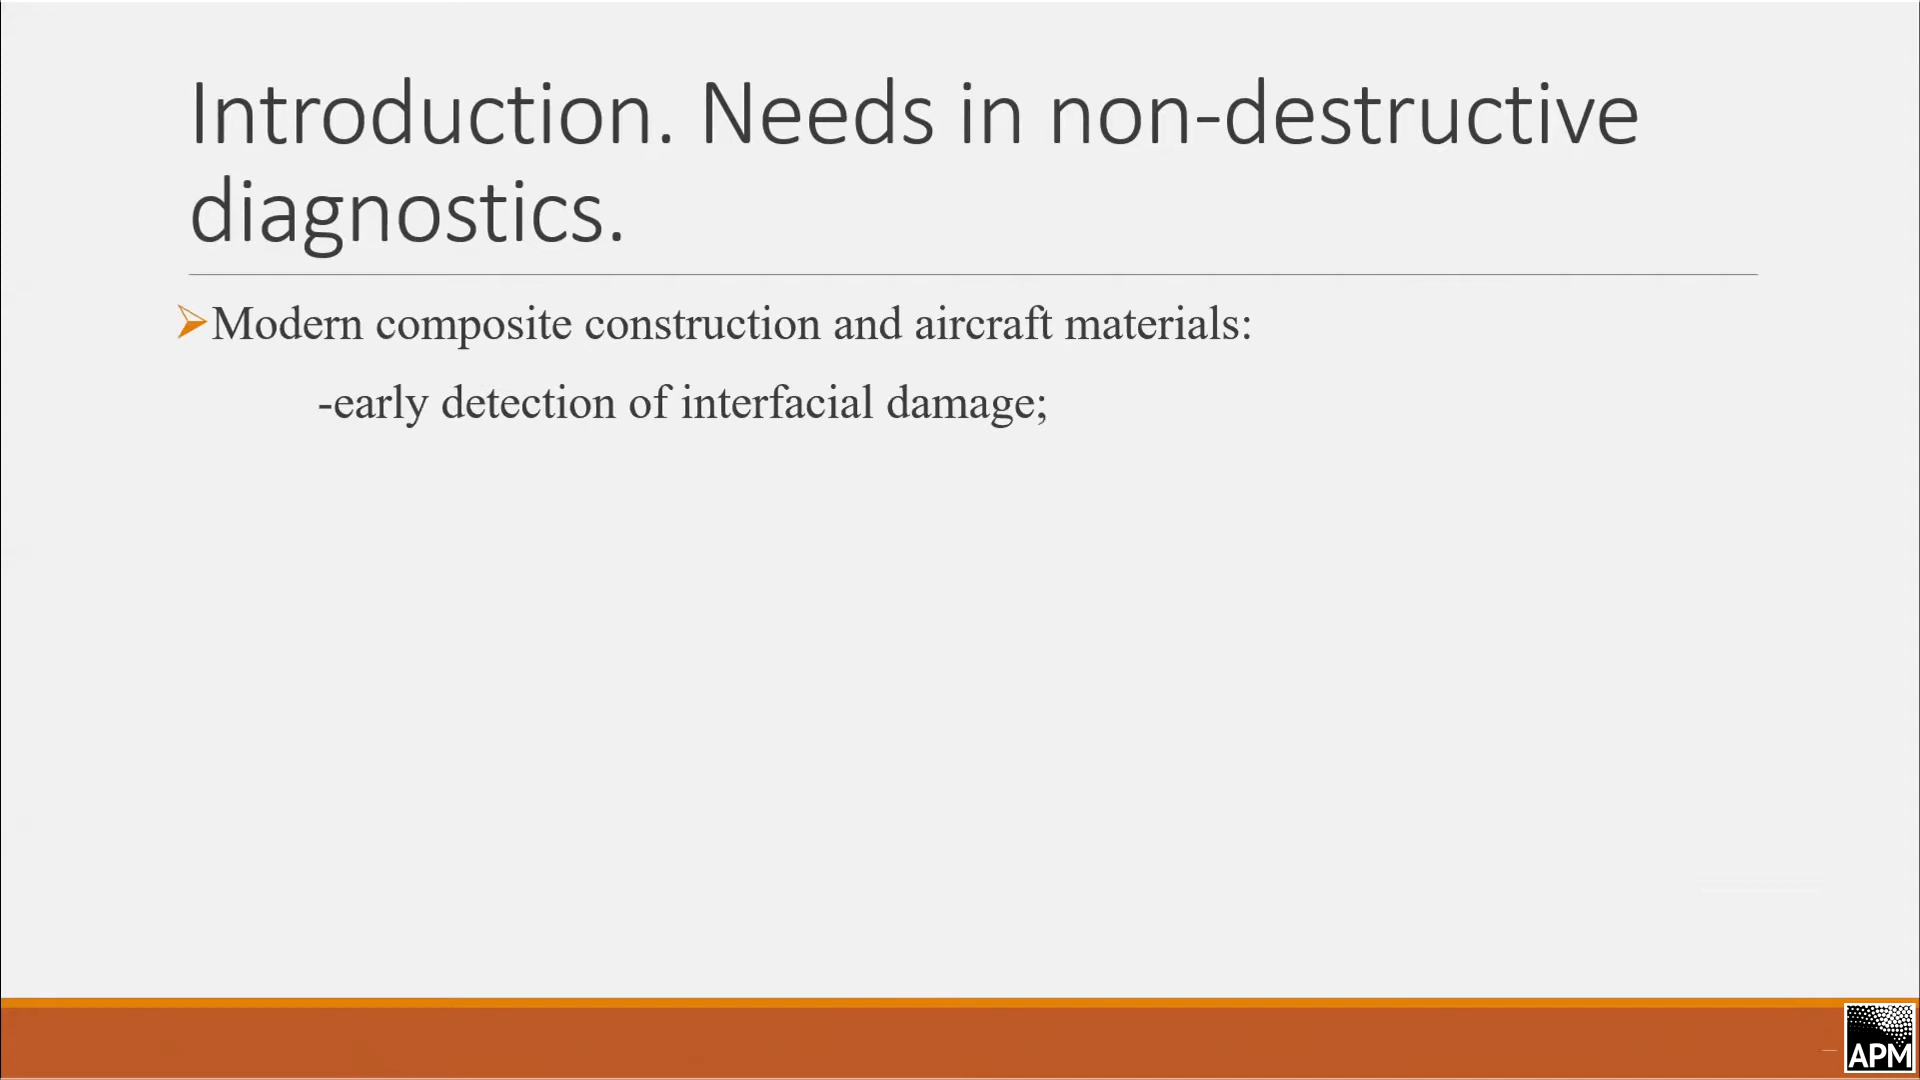 Introduction. Needs in non-destructive
diagnostics.
Modern composite construction and aircraft materials:
-early detection of interfacial damage;
APM